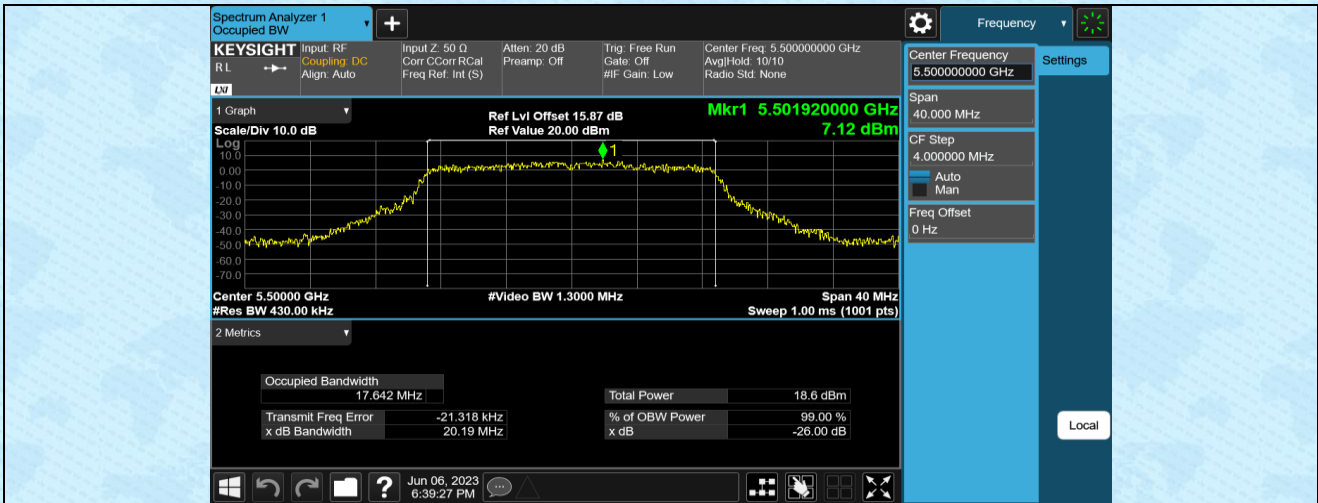 Spectrum Analyzer 1
Occupied BW
Frequency
KEYSIGHT
R L
LXI
Input: RF
Coupling: DC
Align: Auto
Input Z: 50 Ω
Corr CCorr RCal
Freq Ref: Int (S)
Atten: 20 dB
Preamp: Off
Trig: Free Run
Gate: Off
#IF Gain: Low
Center Freq: 5.500000000 GHz
Avg|Hold: 10/10
Radio Std: None
Center Frequency
5.500000000 GHz
Settings
Span
40.000 MHz
CF Step
4.000000 MHz
Auto
Man
Freq Offset
0 Hz
Local
1 Graph
Scale/Div 10.0 dB
Ref Lvl Offset 15.87 dB
Ref Value 20.00 dBm
Mkr1 5.501920000 GHz
7.12 dBm
Log
1
10.0
0.00
-10.0
-20.0
-30.0
-40.0
-50.0
-60.0
-70.0
Center 5.50000 GHz
#Video BW 1.3000 MHz
Span 40 MHz
#Res BW 430.00 kHz
Sweep 1.00 ms (1001 pts)
2 Metrics
Occupied Bandwidth
17.642 MHz
Total Power 18.6 dBm
Transmit Freq Error -21.318 kHz
% of OBW Power 99.00 %
x dB Bandwidth 20.19 MHz
x dB -26.00 dB
?
Jun 06, 2023
6:39:27 PM